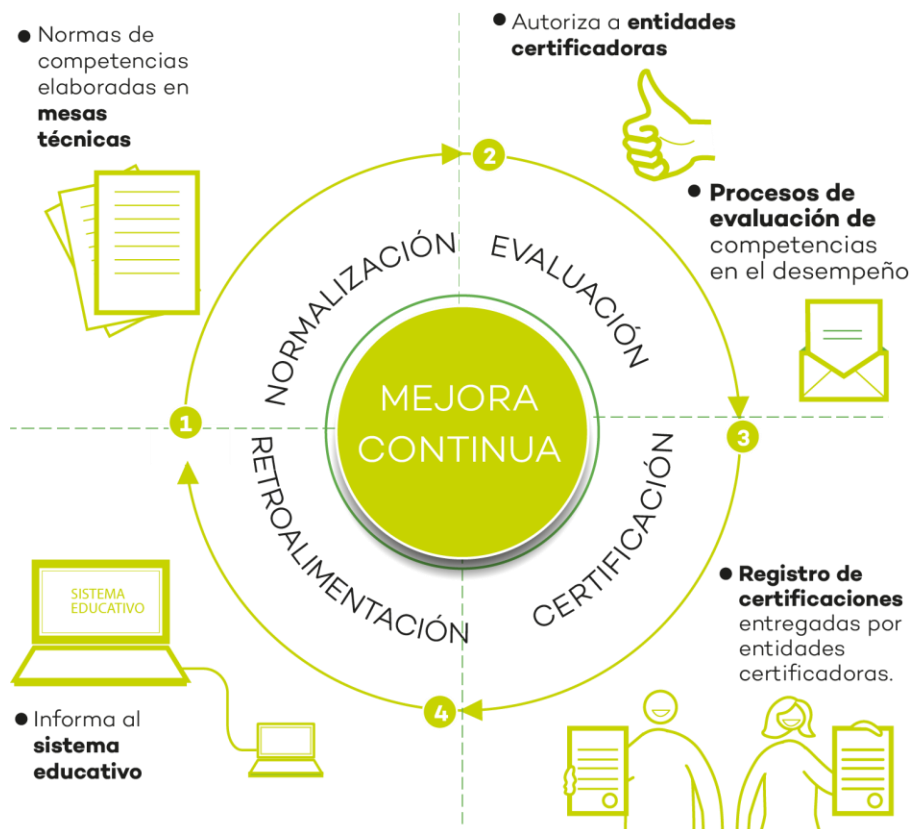 ● Normas de
competencias
elaboradas en
mesas
técnicas
● Autoriza a entidades
certificadoras
● Procesos de
evaluación de
competencias
en el desempeño
2
NORMALIZACIÓN
EVALUACIÓN
MEJORA
CONTINUA
1
3
RETROALIMENTACIÓN
CERTIFICACIÓN
● Registro de
certificaciones
entregadas por
entidades
certificadoras.
SISTEMA
EDUCATIVO
4
● Informa al
sistema
educativo